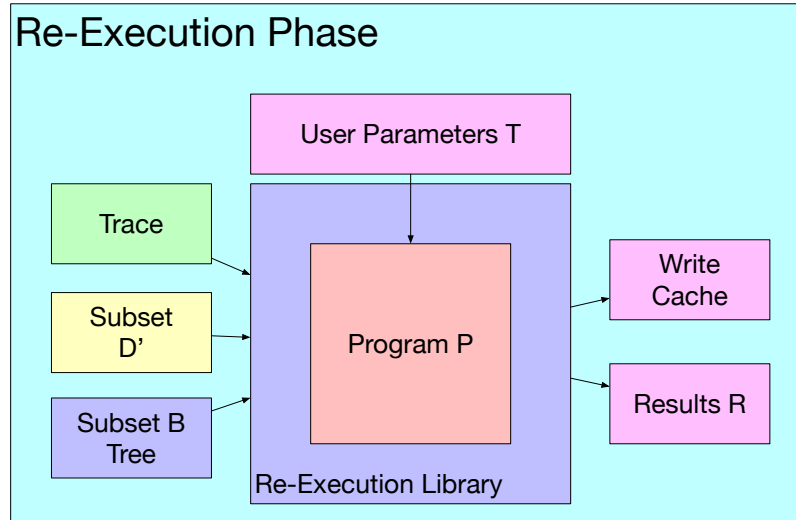 Re-Execution Phase
User Parameters T
Trace
Subset
D’
Subset B
Tree
Program P
Re-Execution Library
Write
Cache
Results R